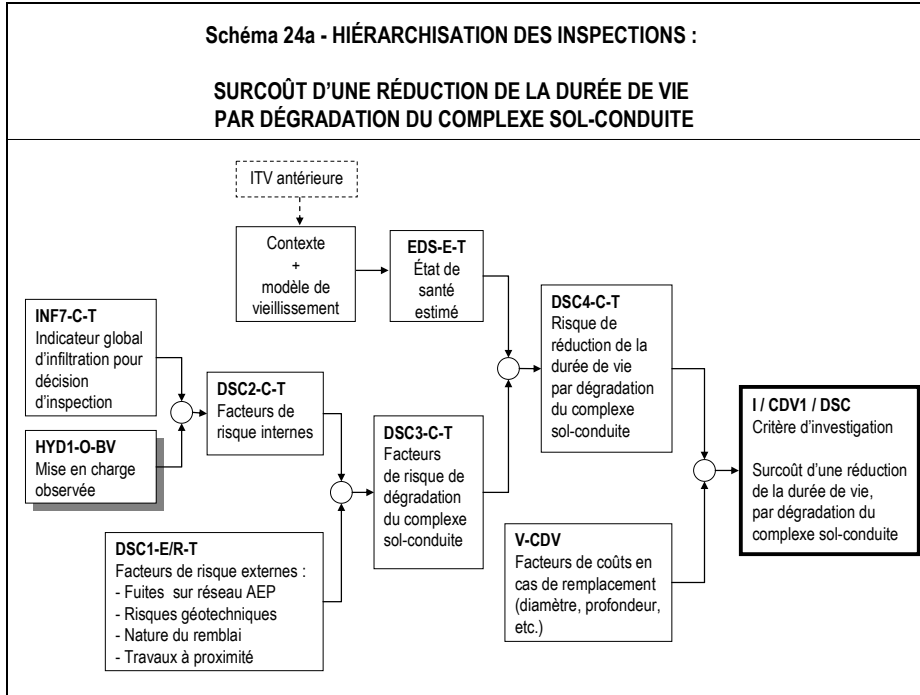 Schéma 24a - HIÉRARCHISATION DES INSPECTIONS :
SURCOÛT D'UNE RÉDUCTION DE LA DURÉE DE VIE
PAR DÉGRADATION DU COMPLEXE SOL-CONDUITE
ITV antérieure
Contexte
+
modèle de
vieillissement
EDS-E-T
État de
santé
estimé
INF7-C-T
Indicateur global
d'infiltration pour
décision
d'inspection
HYD1-O-BV
Mise en charge
observée
DSC2-C-T
Facteurs de
risque internes
DSC1-E/R-T
Facteurs de risque externes :
- Fuites sur réseau AEP
- Risques géotechniques
- Nature du remblai
- Travaux à proximité
DSC3-C-T
Facteurs
de risque de
dégradation
du complexe
sol-conduite
DSC4-C-T
Risque de
réduction de la
durée de vie
par dégradation
du complexe
sol-conduite
V-CDV
Facteurs de coûts en
cas de remplacement
(diamètre, profondeur,
etc.)
I / CDV1 / DSC
Critère d'investigation
Surcoût d'une réduction
de la durée de vie,
par dégradation du
complexe sol-conduite